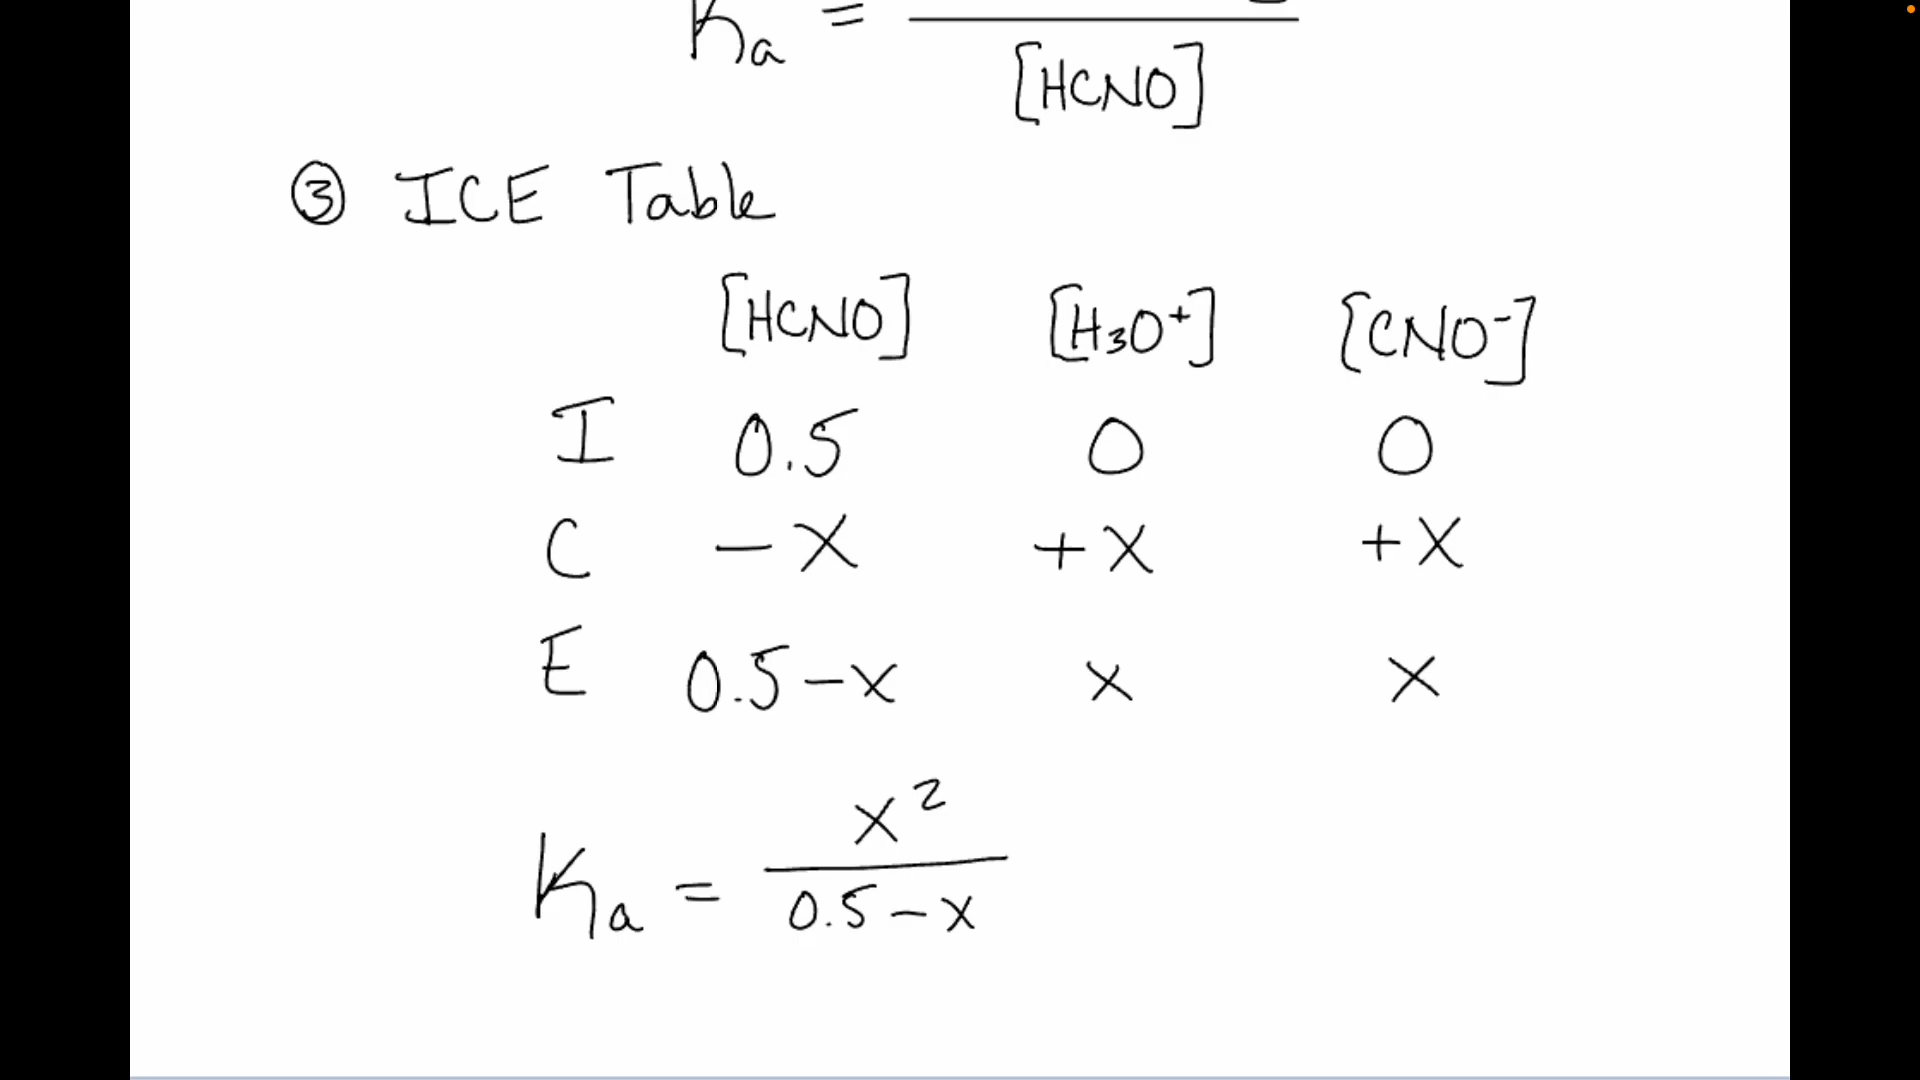 Ka =
[HCNO]
③ ICE Table
[HCNO] [H₃O⁺] [CNO⁻]
I 0.5 0 0
C -X +X +X
E 0.5-x x x
x²
Ka =
0.5-x